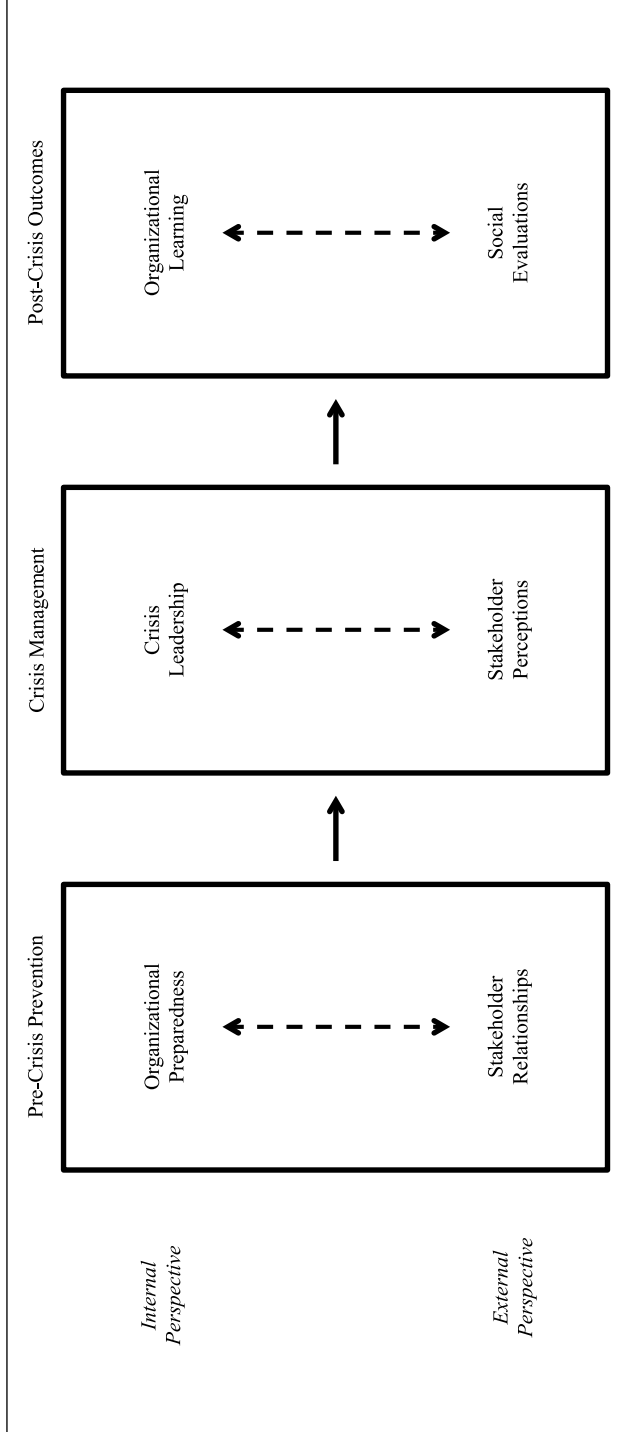 Pre-Crisis Prevention
Crisis Management
Post-Crisis Outcomes
Internal
Perspective
Organizational
Preparedness
Crisis
Leadership
Organizational
Learning
External
Perspective
Stakeholder
Relationships
Stakeholder
Perceptions
Social
Evaluations